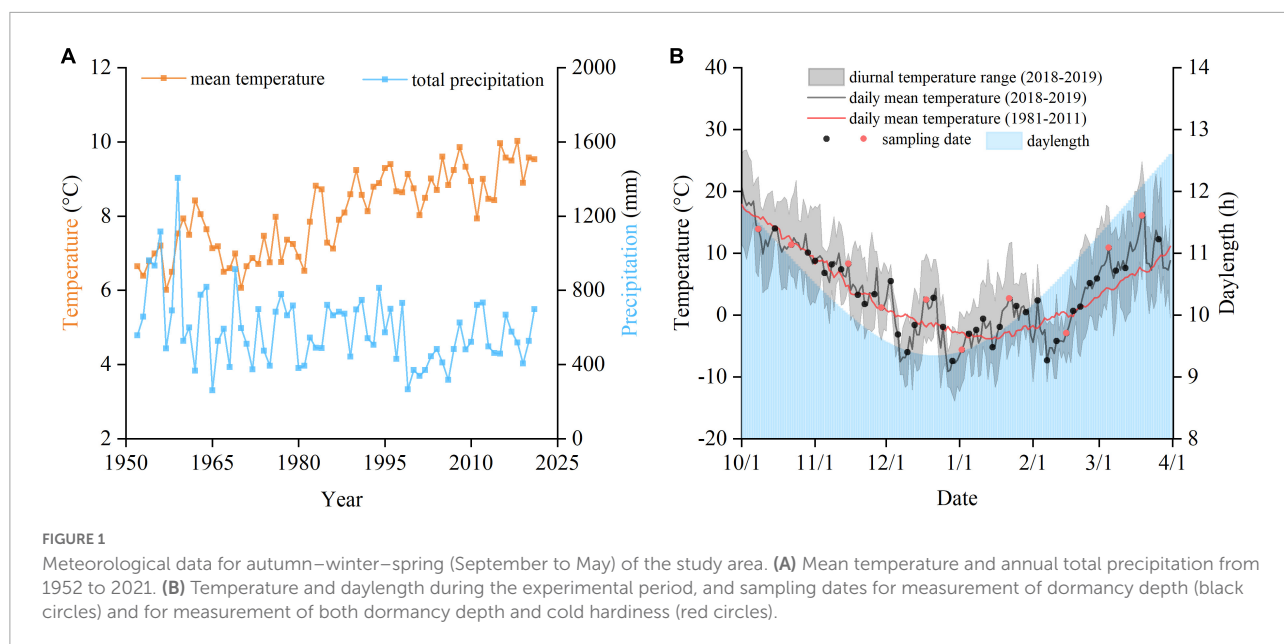 A
mean temperature
total precipitation
12
10
8
6
4
2
Temperature (°C)
2000
1600
1200
800
400
0
Precipitation (mm)
1950 1965 1980 1995 2010 2025
Year
B
diurnal temperature range (2018-2019)
daily mean temperature (2018-2019)
daily mean temperature (1981-2011)
sampling date
daylength
40
30
20
10
0
-10
-20
Temperature (°C)
14
13
12
11
10
9
8
Daylength (h)
10/1 11/1 12/1 1/1 2/1 3/1 4/1
Date
FIGURE 1
Meteorological data for autumn–winter–spring (September to May) of the study area. (A) Mean temperature and annual total precipitation from
1952 to 2021. (B) Temperature and daylength during the experimental period, and sampling dates for measurement of dormancy depth (black
circles) and for measurement of both dormancy depth and cold hardiness (red circles).